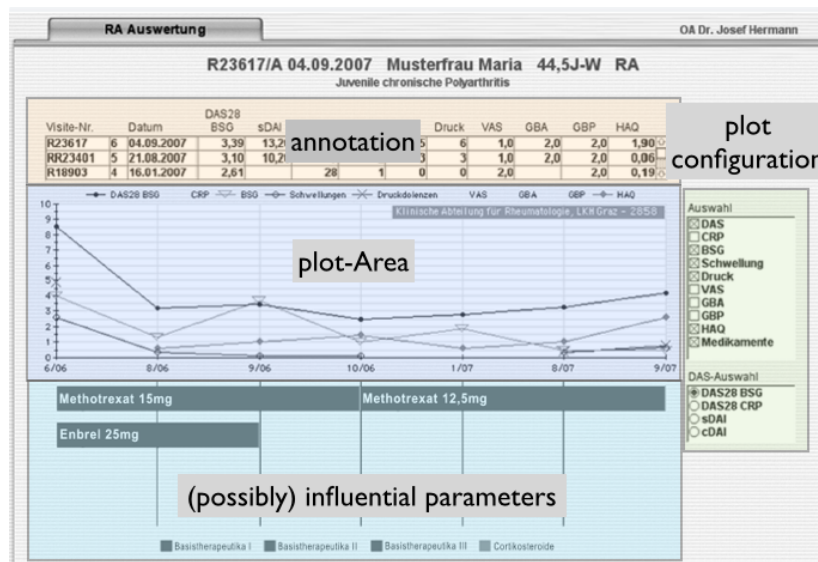 RA Auswertung
OA Dr. Josef Hermann
R23617/A 04.09.2007 Musterfrau Maria 44,5J-W RA
Juvenile chronische Polyarthritis
DAS28
Visite-Nr. Datum BSG sDAI Druck VAS GBA GBP HAQ
R23617 6 04.09.2007 3,39 6 1,0 2,0 2,0 1,90
RR23401 5 21.08.2007 3,10 3 1,0 2,0 2,0 0,06
R18903 4 16.01.2007 2,61 28 1 0 0 2,0 2,0 0,19
annotation
plot
configuration
DAS28 BSG CRP BSG Schwellungen Druckdolenzen VAS GBA GBP HAQ
Klinische Abteilung für Rheumatologie, LKH Graz - 2858
10
9
8
7
6
5
4
3
2
1
0
plot-Area
6/06 8/06 9/06 10/06 1/07 8/07 9/07
Auswahl
DAS
CRP
BSG
Schwellung
Druck
VAS
GBA
GBP
HAQ
Medikamente
DAS-Auswahl
DAS28 BSG
DAS28 CRP
sDAI
cDAI
Methotrexat 15mg Methotrexat 12,5mg
Enbrel 25mg
(possibly) influential parameters
Basistherapeutika I Basistherapeutika II Basistherapeutika III Cortikosteroide